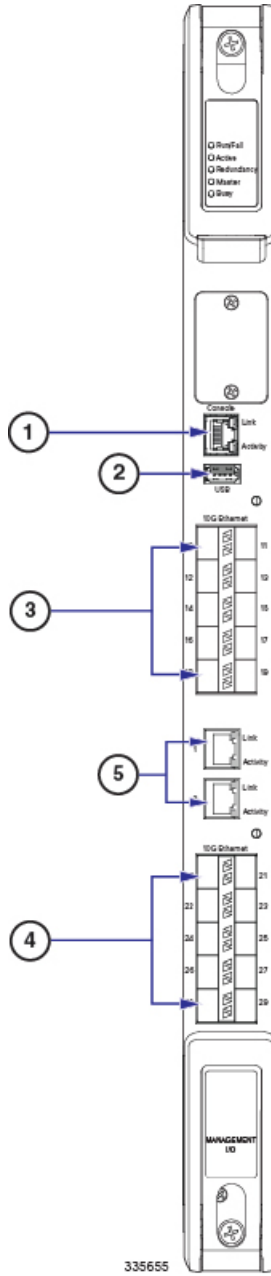 Run/Fail
Active
Redundancy
Master
Busy
Console
1
Link
Activity
2
USB
10G Ethernet
11
12
13
3
14
15
16
17
19
Link
5
Activity
Link
Activity
10G Ethernet
21
22
23
4
24
25
26
27
29
MANAGEMENT
I/O
335655